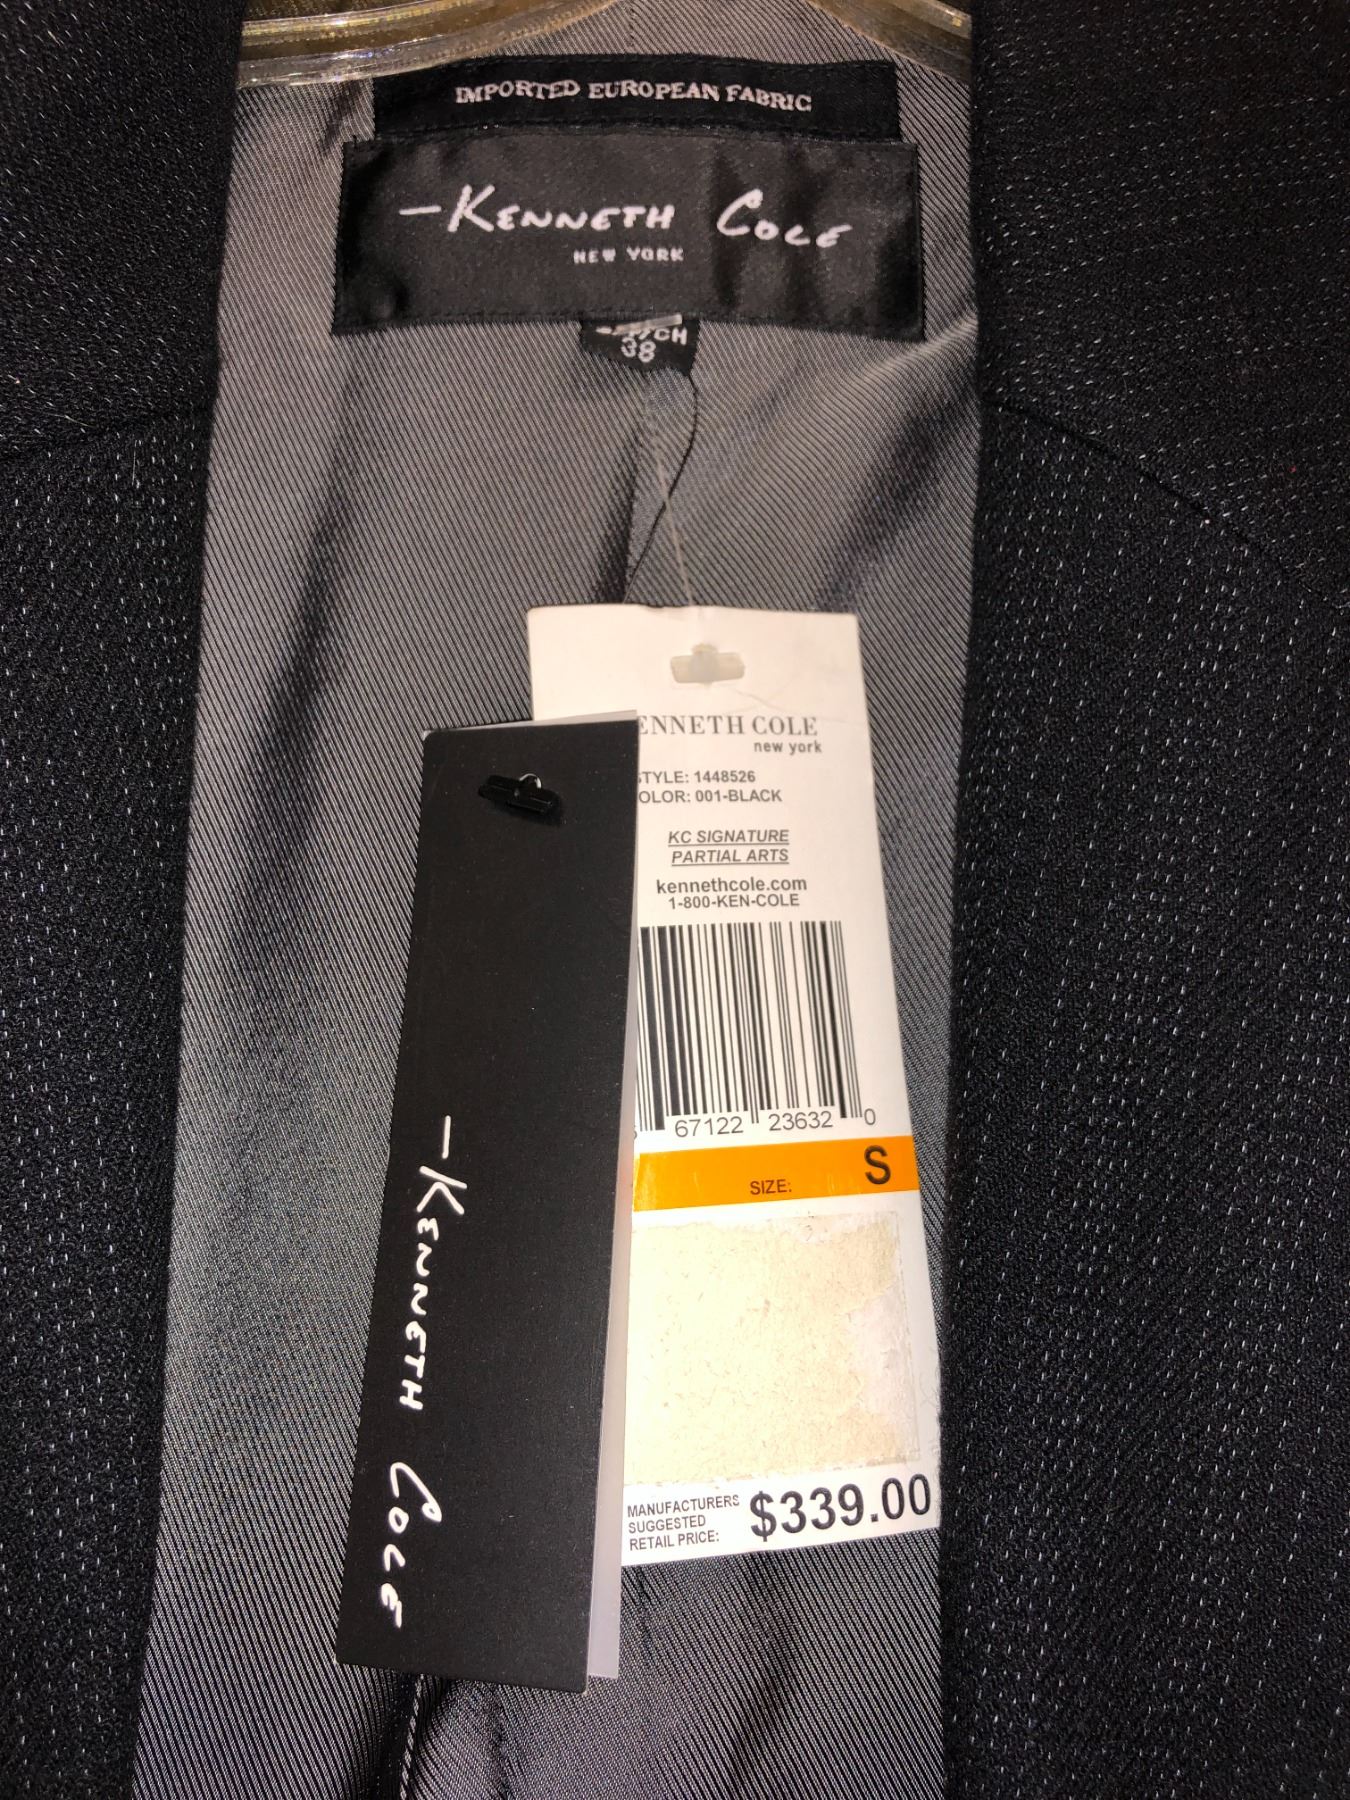 IMPORTED EUROPEAN FABRIC
—KENNETH COLE
NEW YORK
38
ENNETH COLE
new york
TYLE: 1448526
OLOR: 001-BLACK
KC SIGNATURE
PARTIAL ARTS
kennethcole.com
1-800-KEN-COLE
67122 23632 0
SIZE: S
MANUFACTURERS
SUGGESTED
RETAIL PRICE: $339.00
—KENNETH COLE